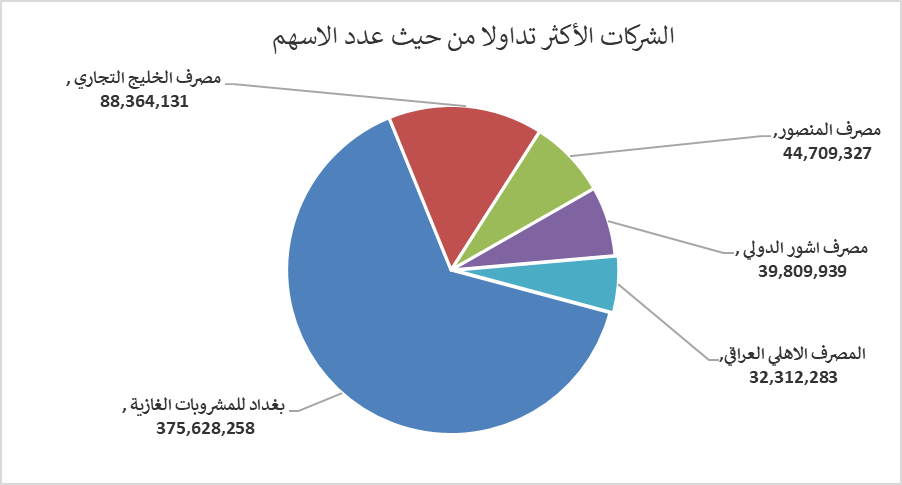 الشركات الأكثر تداولا من حيث عدد الاسهم
مصرف الخليج التجاري ,
88,364,131
مصرف المنصور,
44,709,327
مصرف اشور الدولي ,
39,809,939
المصرف الاهلي العراقي,
32,312,283
بغداد للمشروبات الغازية ,
375,628,258